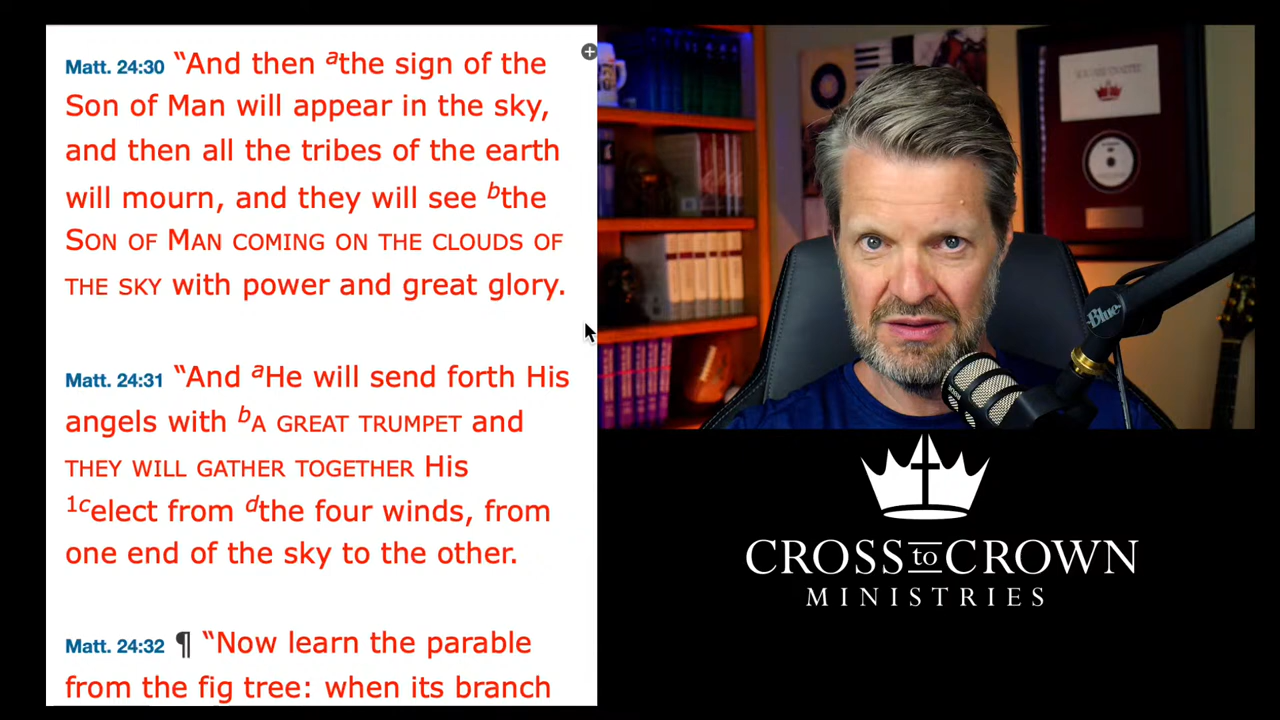 Matt. 24:30 “And then ᵃthe sign of the
Son of Man will appear in the sky,
and then all the tribes of the earth
will mourn, and they will see ᵇthe
SON OF MAN COMING ON THE CLOUDS OF
THE SKY with power and great glory.
Matt. 24:31 “And ᵃHe will send forth His
angels with ᵇA GREAT TRUMPET and
THEY WILL GATHER TOGETHER His
¹ᶜelect from ᵈthe four winds, from
one end of the sky to the other.
Matt. 24:32 ¶ “Now learn the parable
from the fig tree: when its branch
Blue
CROSS to CROWN
MINISTRIES